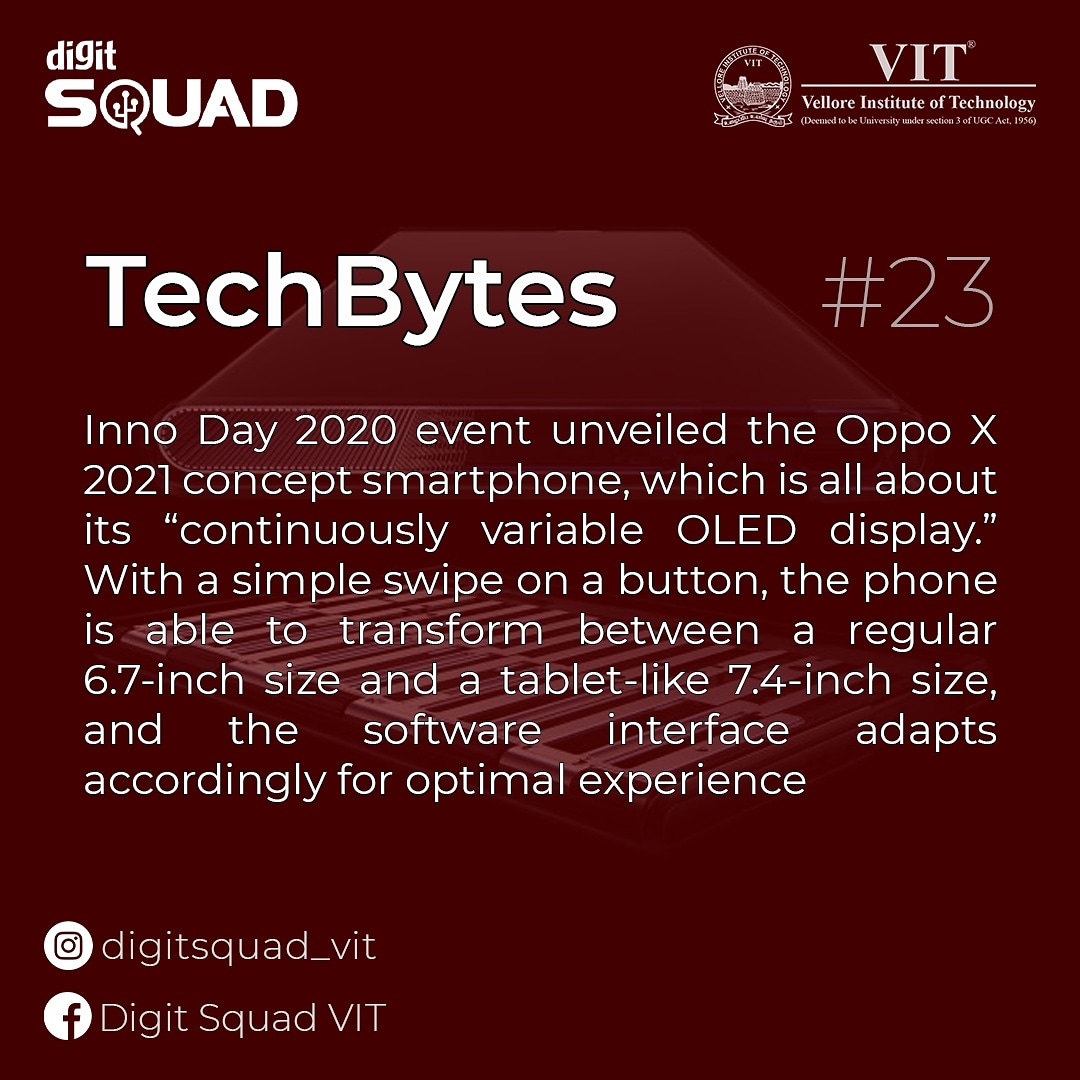 digit
SQUAD
VIT®
Vellore Institute of Technology
(Deemed to be University under section 3 of UGC Act, 1956)
VELLORE INSTITUTE OF TECHNOLOGY
VIT
TechBytes
#23
Inno Day 2020 event unveiled the Oppo X
2021 concept smartphone, which is all about
its “continuously variable OLED display.”
With a simple swipe on a button, the phone
is able to transform between a regular
6.7-inch size and a tablet-like 7.4-inch size,
and the software interface adapts
accordingly for optimal experience
digitsquad_vit
Digit Squad VIT